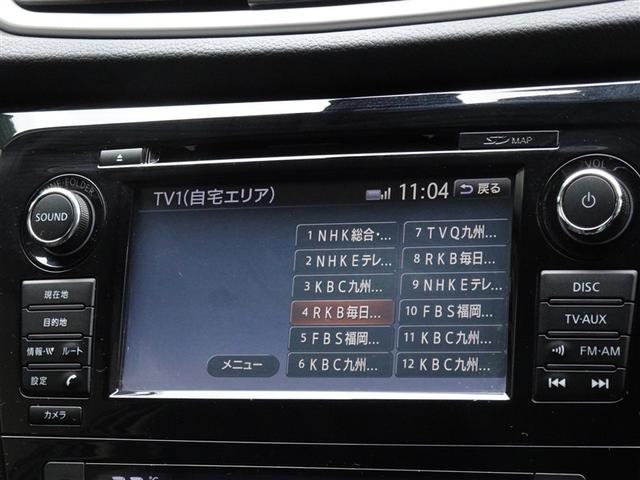 SD MAP
TUNE・FOLDER
VOL
SOUND
TV1(自宅エリア)
11:04
戻る
1 NHK総合・...
2 NHKEテレ...
3 KBC九州...
4 RKB毎日...
5 FBS福岡...
6 KBC九州...
7 TVQ九州...
8 RKB毎日...
9 NHKEテレ...
10 FBS福岡...
11 KBC九州...
12 KBC九州...
メニュー
現在地
目的地
情報・
ルート
設定
カメラ
DISC
TV・AUX
FM・AM
°C